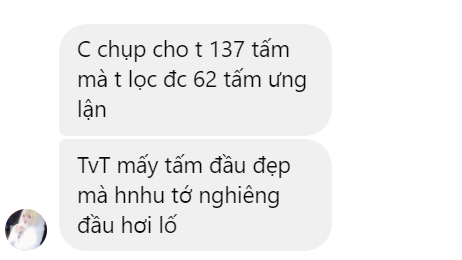 C chụp cho t 137 tấm
mà t lọc đc 62 tấm ưng
lận
TvT mấy tấm đầu đẹp
mà hnhu tớ nghiêng
đầu hơi lố